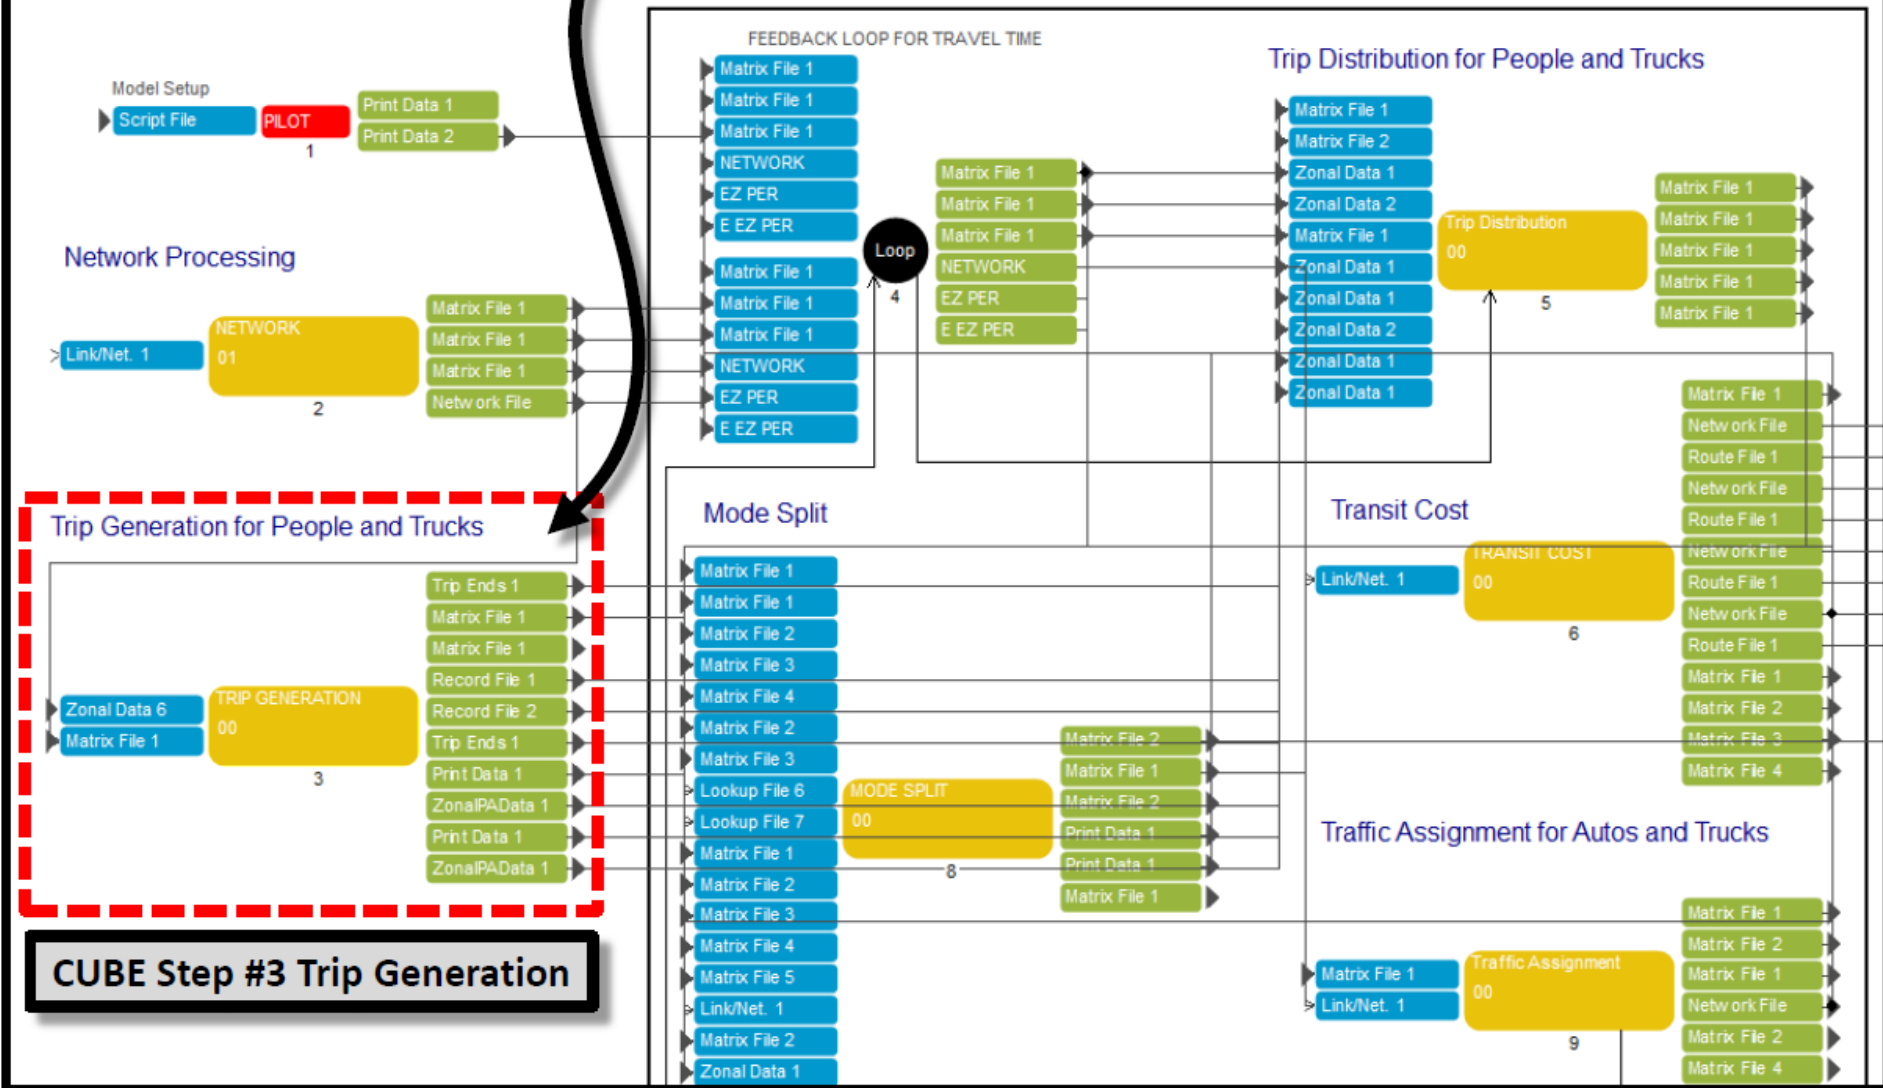 Model Setup
Script File
PILOT
1
Print Data 1
Print Data 2
Network Processing
Link/Net. 1
NETWORK
01
2
Matrix File 1
Matrix File 1
Matrix File 1
Network File
Trip Generation for People and Trucks
Zonal Data 6
Matrix File 1
TRIP GENERATION
00
3
Trip Ends 1
Matrix File 1
Matrix File 1
Record File 1
Record File 2
Trip Ends 1
Print Data 1
ZonalPAData 1
Print Data 1
ZonalPAData 1
CUBE Step #3 Trip Generation
FEEDBACK LOOP FOR TRAVEL TIME
Matrix File 1
Matrix File 1
Matrix File 1
NETWORK
EZ PER
E EZ PER
Matrix File 1
Matrix File 1
Matrix File 1
NETWORK
EZ PER
E EZ PER
Loop
4
Matrix File 1
Matrix File 1
Matrix File 1
NETWORK
EZ PER
E EZ PER
Trip Distribution for People and Trucks
Matrix File 1
Matrix File 2
Zonal Data 1
Zonal Data 2
Matrix File 1
Zonal Data 1
Zonal Data 1
Zonal Data 2
Zonal Data 1
Zonal Data 1
Trip Distribution
00
5
Matrix File 1
Matrix File 1
Matrix File 1
Matrix File 1
Matrix File 1
Mode Split
Matrix File 1
Matrix File 1
Matrix File 2
Matrix File 3
Matrix File 4
Matrix File 2
Matrix File 3
Lookup File 6
Lookup File 7
Matrix File 1
Matrix File 2
Matrix File 3
Matrix File 4
Matrix File 5
Link/Net. 1
Matrix File 2
Zonal Data 1
MODE SPLIT
00
8
Matrix File 2
Matrix File 1
Matrix File 2
Print Data 1
Print Data 1
Matrix File 1
Transit Cost
Link/Net. 1
TRANSIT COST
00
6
Matrix File 1
Network File
Route File 1
Network File
Route File 1
Network File
Route File 1
Network File
Route File 1
Matrix File 1
Matrix File 2
Matrix File 3
Matrix File 4
Traffic Assignment for Autos and Trucks
Matrix File 1
Link/Net. 1
Traffic Assignment
00
9
Matrix File 1
Matrix File 2
Matrix File 1
Network File
Matrix File 2
Matrix File 4